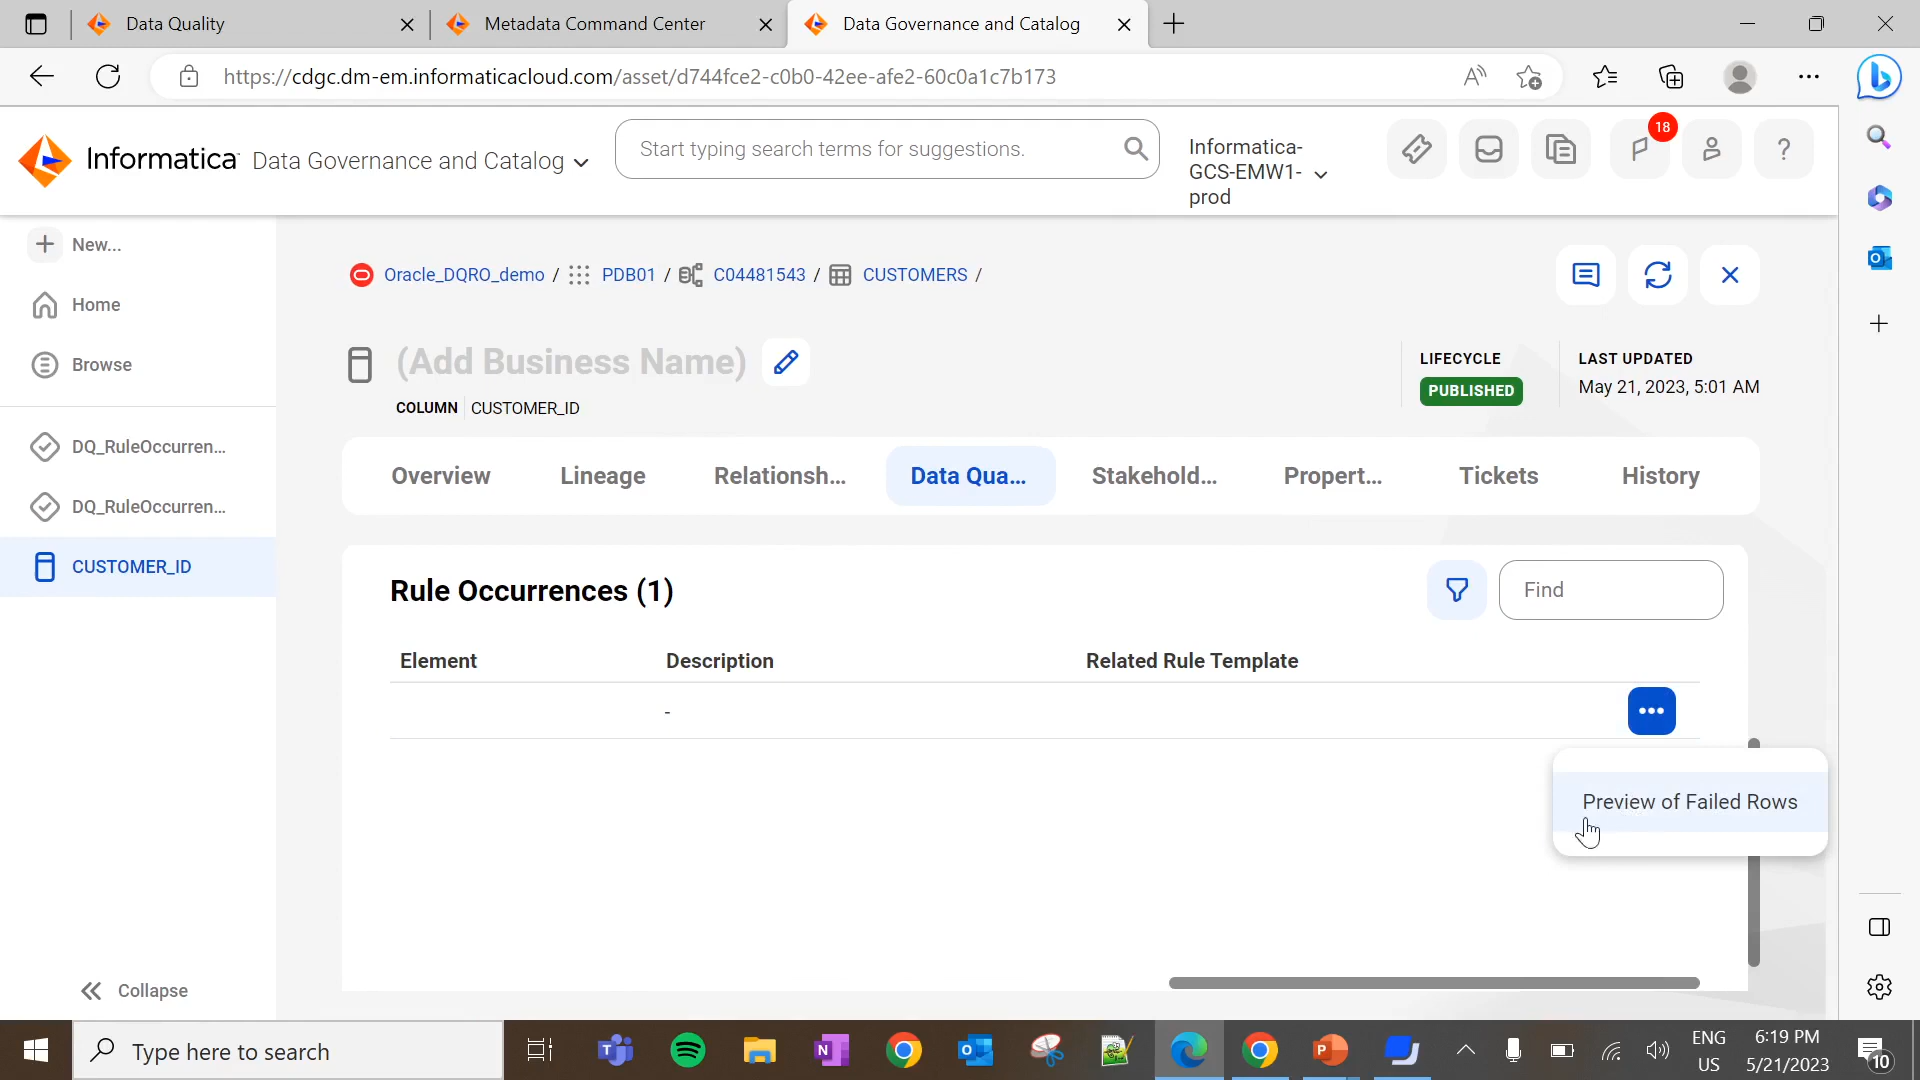 Data Quality
Metadata Command Center
Data Governance and Catalog
https://cdgc.dm-em.informaticacloud.com/asset/d744fce2-c0b0-42ee-afe2-60c0a1c7b173
Informatica
Data Governance and Catalog
Start typing search terms for suggestions.
Informatica-
GCS-EMW1-
prod
18
?
New...
Home
Browse
DQ_RuleOccurren...
DQ_RuleOccurren...
CUSTOMER_ID
Collapse
Oracle_DQRO_demo / PDB01 / C04481543 / CUSTOMERS /
(Add Business Name)
COLUMN CUSTOMER_ID
LIFECYCLE
PUBLISHED
LAST UPDATED
May 21, 2023, 5:01 AM
Overview Lineage Relationsh... Data Qua... Stakehold... Propert... Tickets History
Rule Occurrences (1)
Find
Element Description Related Rule Template
-
Preview of Failed Rows
Type here to search
ENG
US
6:19 PM
5/21/2023
10